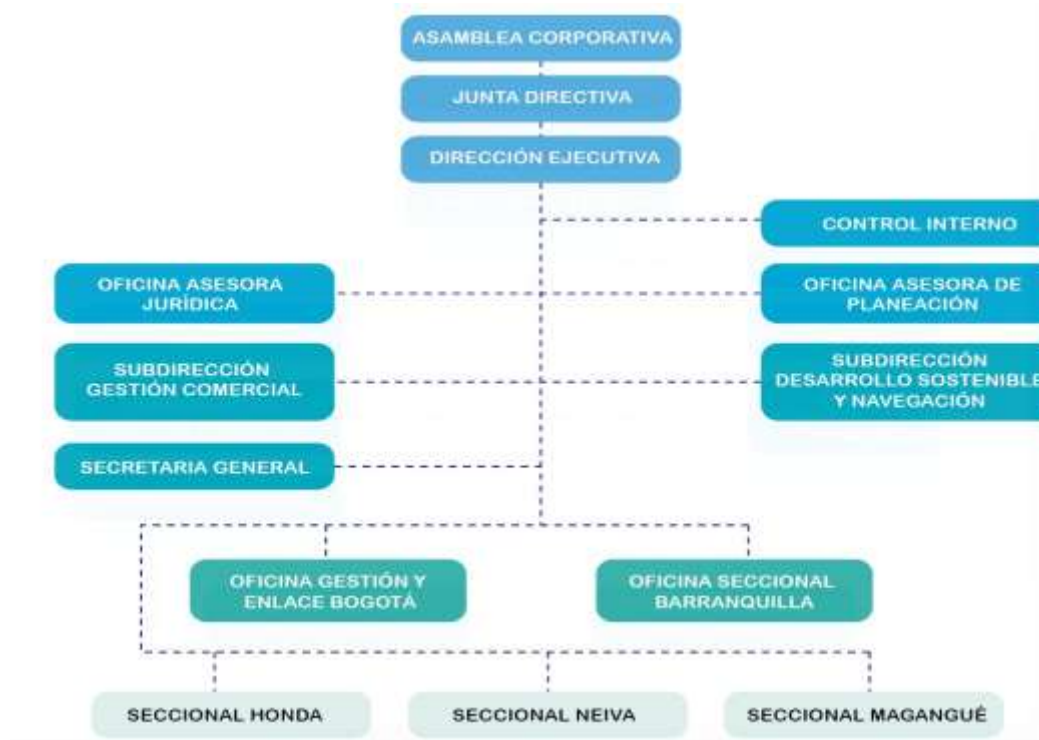 ASAMBLEA CORPORATIVA
JUNTA DIRECTIVA
DIRECCIÓN EJECUTIVA
CONTROL INTERNO
OFICINA ASESORA
JURÍDICA
OFICINA ASESORA DE
PLANEACIÓN
SUBDIRECCIÓN
GESTIÓN COMERCIAL
SUBDIRECCIÓN
DESARROLLO SOSTENIBLE
Y NAVEGACIÓN
SECRETARIA GENERAL
OFICINA GESTIÓN Y
ENLACE BOGOTÁ
OFICINA SECCIONAL
BARRANQUILLA
SECCIONAL HONDA
SECCIONAL NEIVA
SECCIONAL MAGANGUÉ